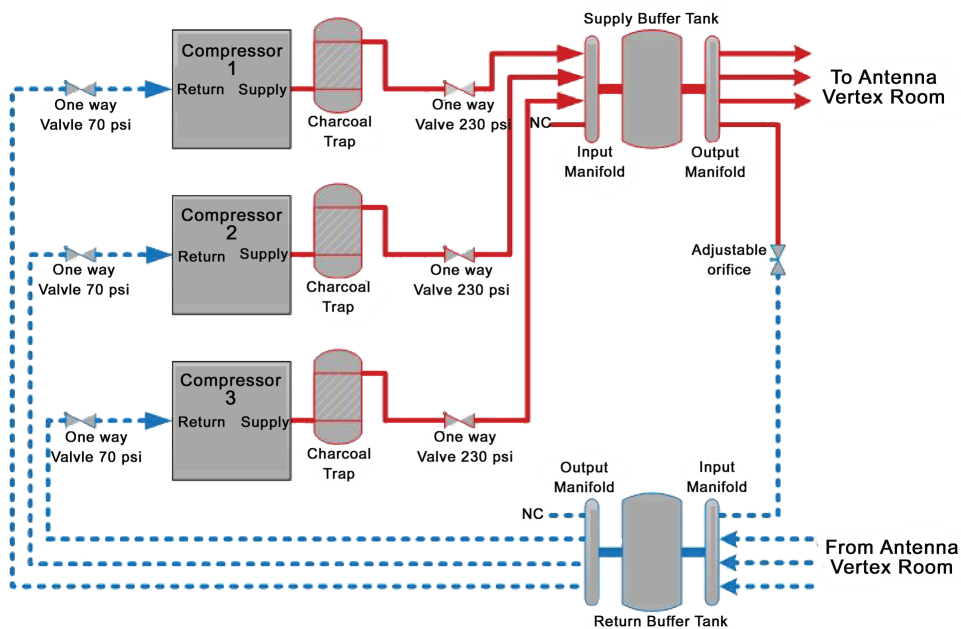 Supply Buffer Tank
Compressor
1
Return Supply
One way
Valvle 70 psi
Charcoal
Trap
One way
Valve 230 psi
NC
Input
Manifold
Output
Manifold
To Antenna
Vertex Room
Compressor
2
Return Supply
One way
Valvle 70 psi
Charcoal
Trap
One way
Valve 230 psi
Adjustable
orifice
Compressor
3
Return Supply
One way
Valvle 70 psi
Charcoal
Trap
One way
Valve 230 psi
Output
Manifold
Input
Manifold
NC
From Antenna
Vertex Room
Return Buffer Tank